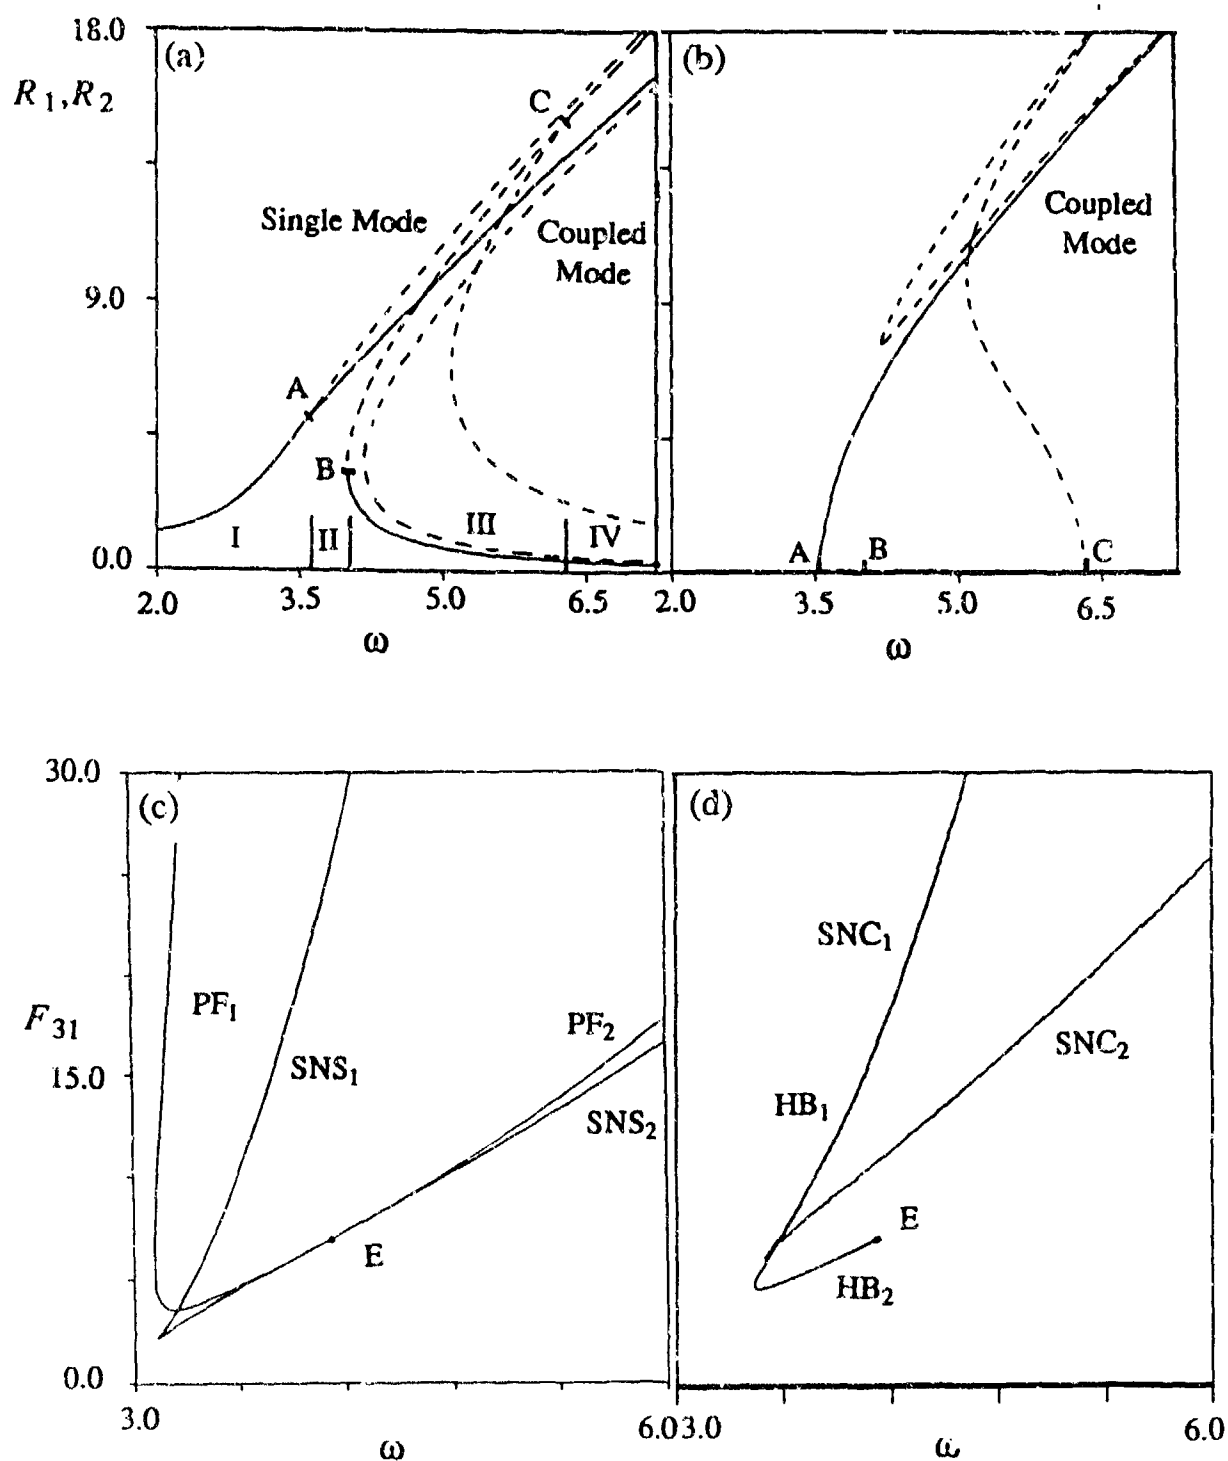 18.0
(a)
(b)
R1,R2
C
Single Mode
Coupled
Mode
Coupled
Mode
9.0
A
B
I
II
III
IV
A
B
C
0.0
2.0
3.5
5.0
6.5
2.0
3.5
5.0
6.5
ω
ω
30.0
(c)
(d)
SNC1
PF1
F31
PF2
SNS1
SNC2
15.0
SNS2
HB1
E
E
HB2
0.0
3.0
6.0
3.0
6.0
ω
ω